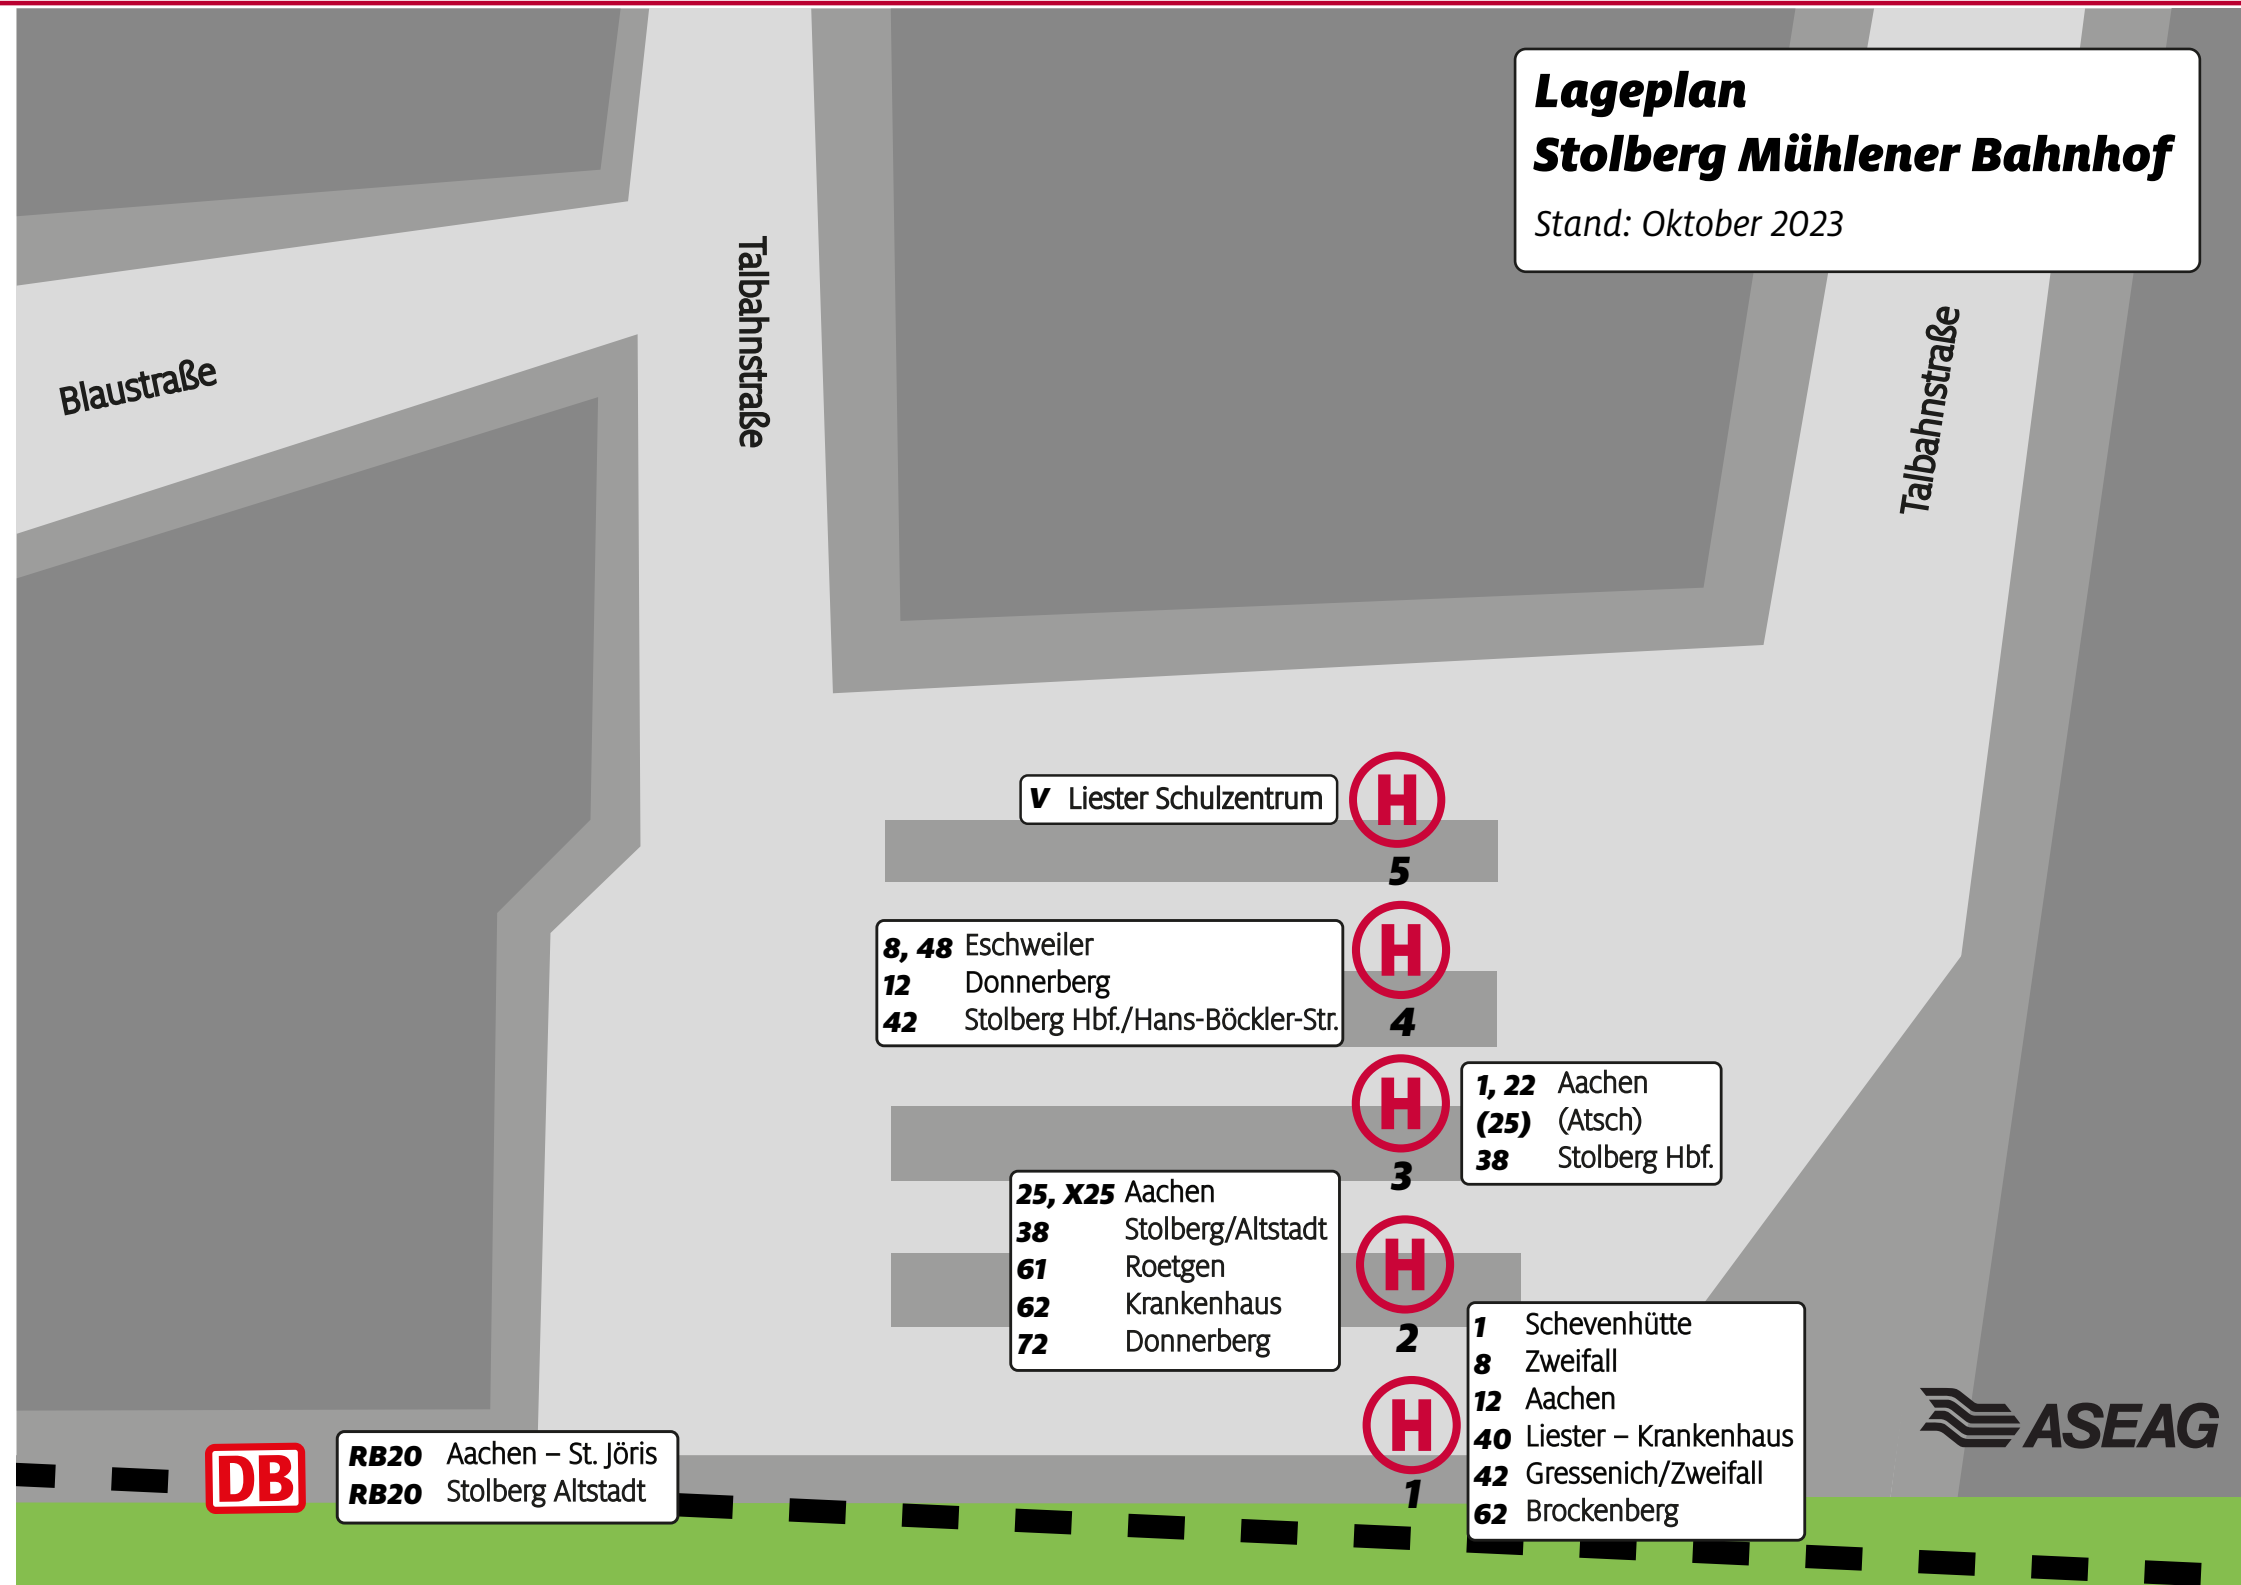 Lageplan
Stolberg Mühlener Bahnhof
Stand: Oktober 2023
Talbahnstraße
Talbahnstraße
Blaustraße
V Liester Schulzentrum
H
5
8, 48 Eschweiler
12 Donnerberg
42 Stolberg Hbf./Hans-Böckler-Str.
H
4
H
3
1, 22 Aachen
(25) (Atsch)
38 Stolberg Hbf.
25, X25 Aachen
38 Stolberg/Altstadt
61 Roetgen
62 Krankenhaus
72 Donnerberg
H
2
H
1
1 Schevenhütte
8 Zweifall
12 Aachen
40 Liester – Krankenhaus
42 Gressenich/Zweifall
62 Brockenberg
DB
RB20 Aachen – St. Jöris
RB20 Stolberg Altstadt
ASEAG